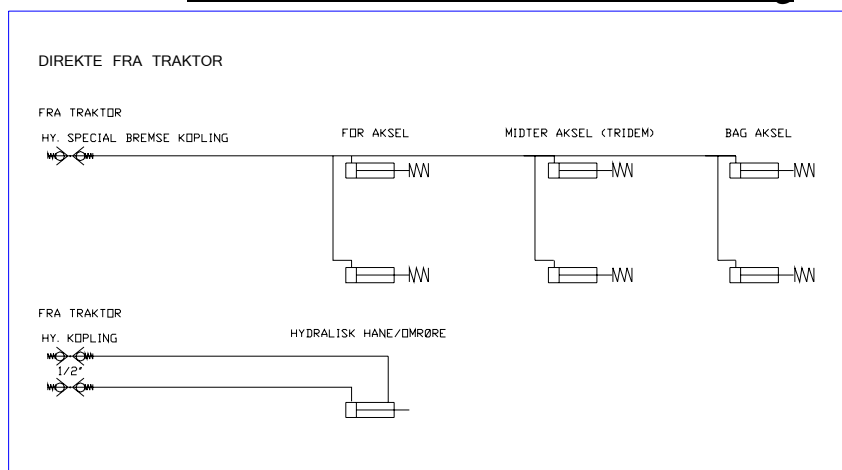 DIREKTE FRA TRAKTOR
FRA TRAKTOR
HY. SPECIAL BREMSE KOPLING
FOR AKSEL
MIDTER AKSEL (TRIDEM)
BAG AKSEL
FRA TRAKTOR
HY. KOPLING
HYDRALISK HANE/OMRØRE
1/2"